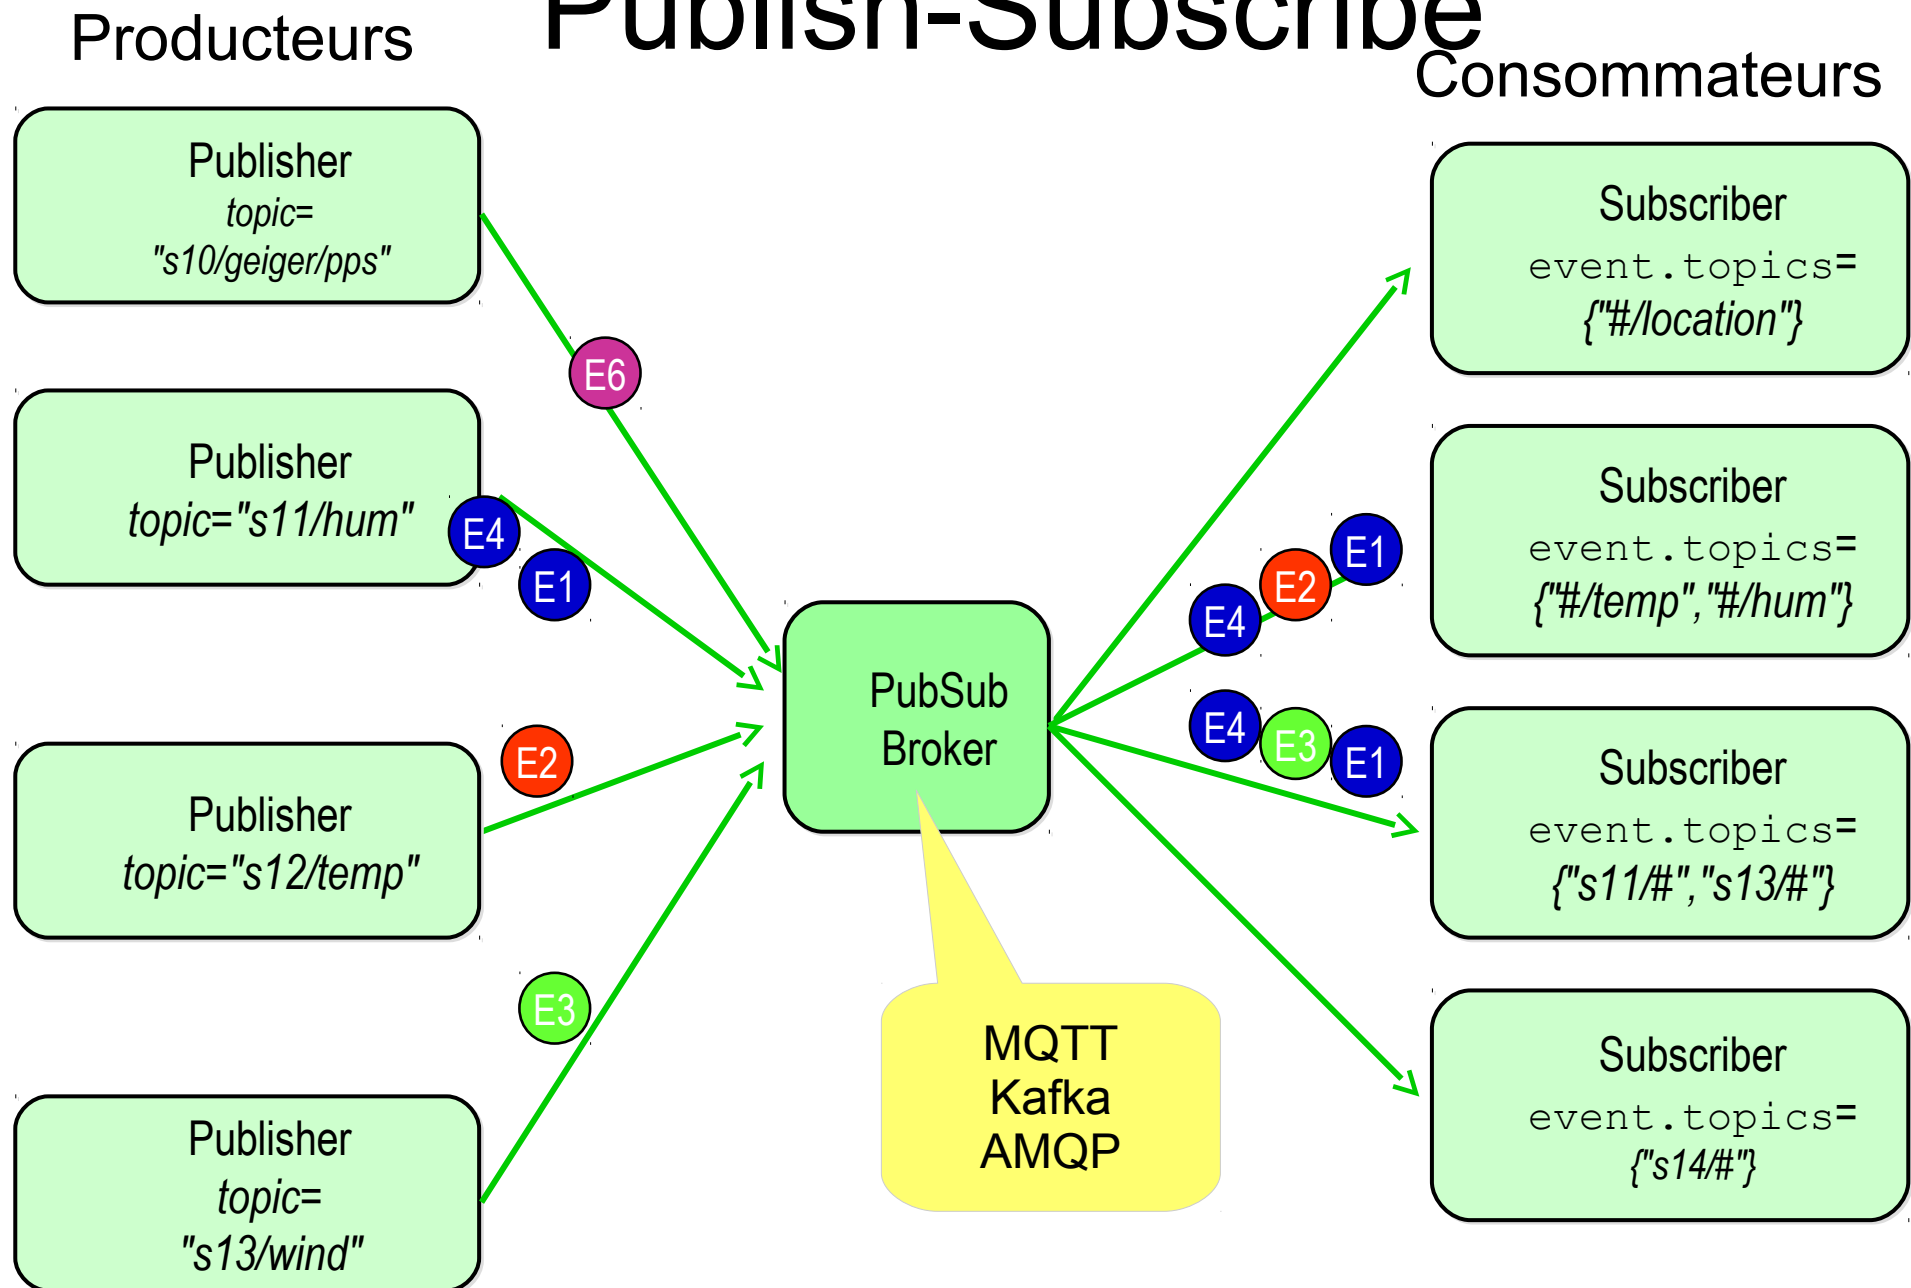 Publish-Subscribe
Producteurs
Consommateurs
Publisher
topic=
"s10/geiger/pps"
Publisher
topic="s11/hum"
Publisher
topic="s12/temp"
Publisher
topic=
"s13/wind"
E6
E4
E1
E2
E3
PubSub
Broker
MQTT
Kafka
AMQP
E1
E2
E4
E4
E3
E1
Subscriber
event.topics=
{"#/location"}
Subscriber
event.topics=
{"#/temp","#/hum"}
Subscriber
event.topics=
{"s11/#","s13/#"}
Subscriber
event.topics=
{"s14/#"}